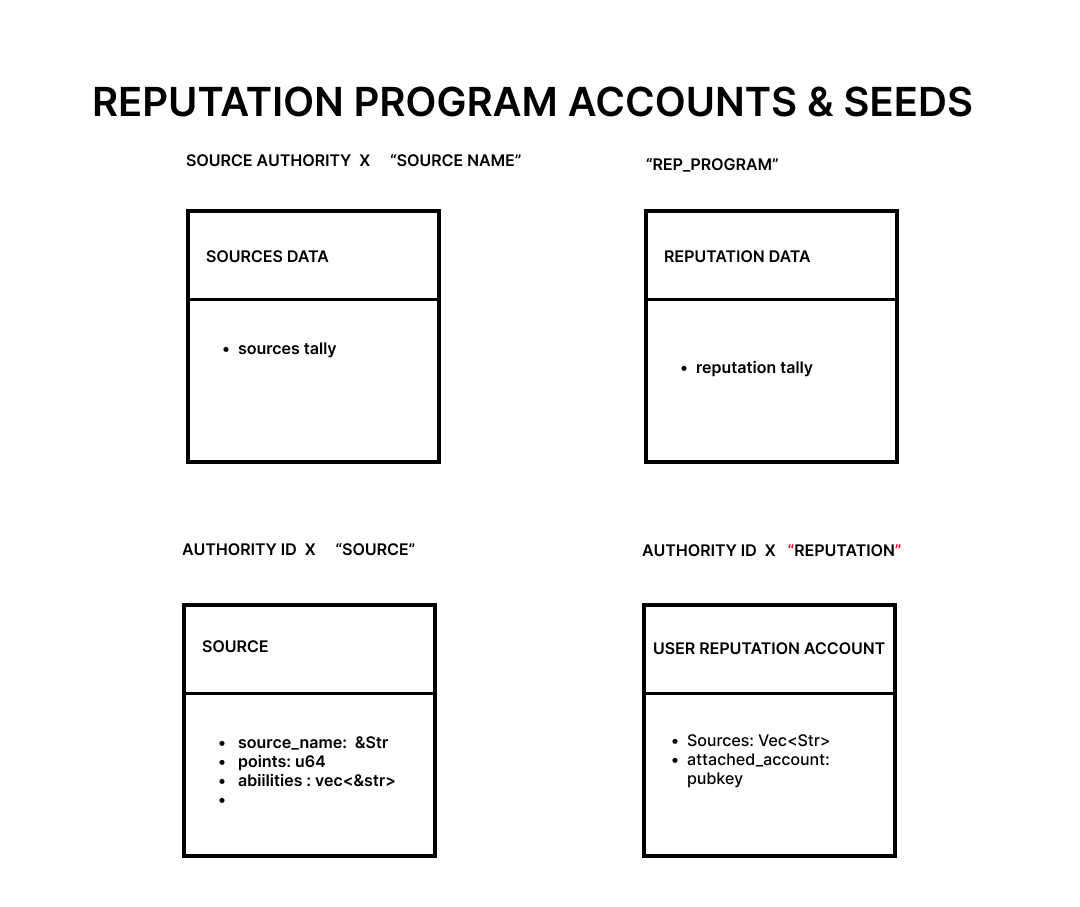 REPUTATION PROGRAM ACCOUNTS & SEEDS
SOURCE AUTHORITY X “SOURCE NAME”
“REP_PROGRAM”
SOURCES DATA
• sources tally
REPUTATION DATA
• reputation tally
AUTHORITY ID X “SOURCE”
AUTHORITY ID X “REPUTATION”
SOURCE
• source_name: &Str
• points: u64
• abiilities : vec<&str>
•
USER REPUTATION ACCOUNT
• Sources: Vec<Str>
• attached_account:
pubkey